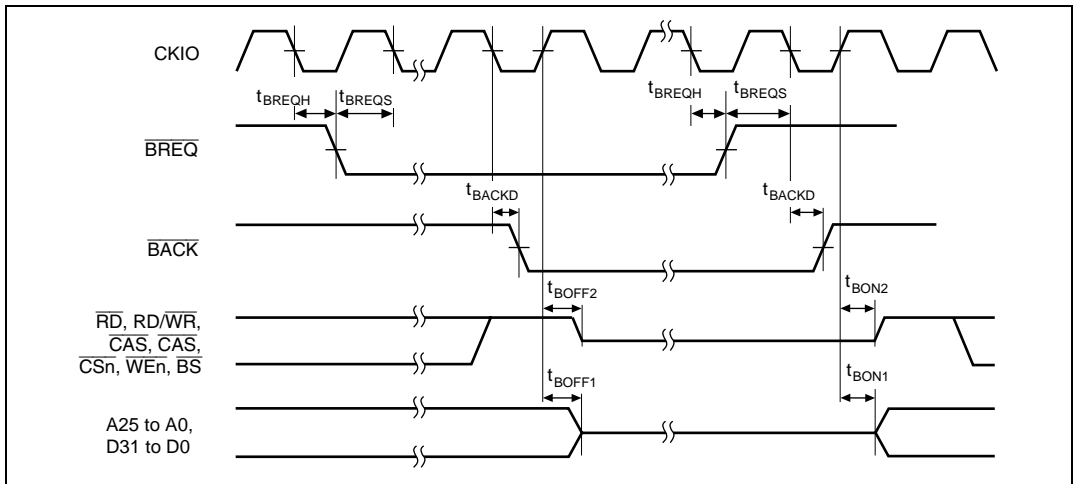 CKIO
tBREQH tBREQS tBREQH tBREQS
BREQ
tBACKD tBACKD
BACK
tBOFF2 tBON2
RD, RD/WR,
CAS, CAS,
CSn, WEn, BS
tBOFF1 tBON1
A25 to A0,
D31 to D0